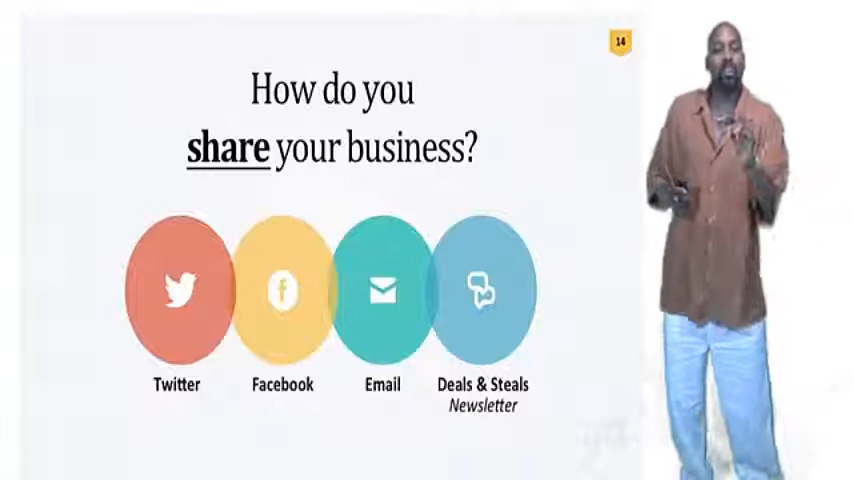 14
How do you
share your business?
Twitter
Facebook
Email
Deals & Steals
Newsletter